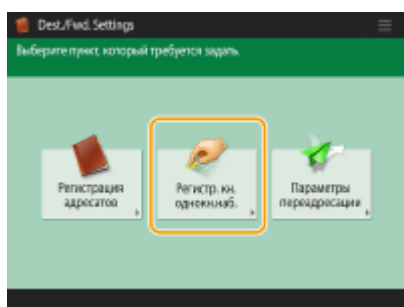 Dest./Fwd. Settings
Выберите пункт, который требуется задать.
Регистрация
адресатов
Регистр. кн.
однокн.наб.
Параметры
переадресации